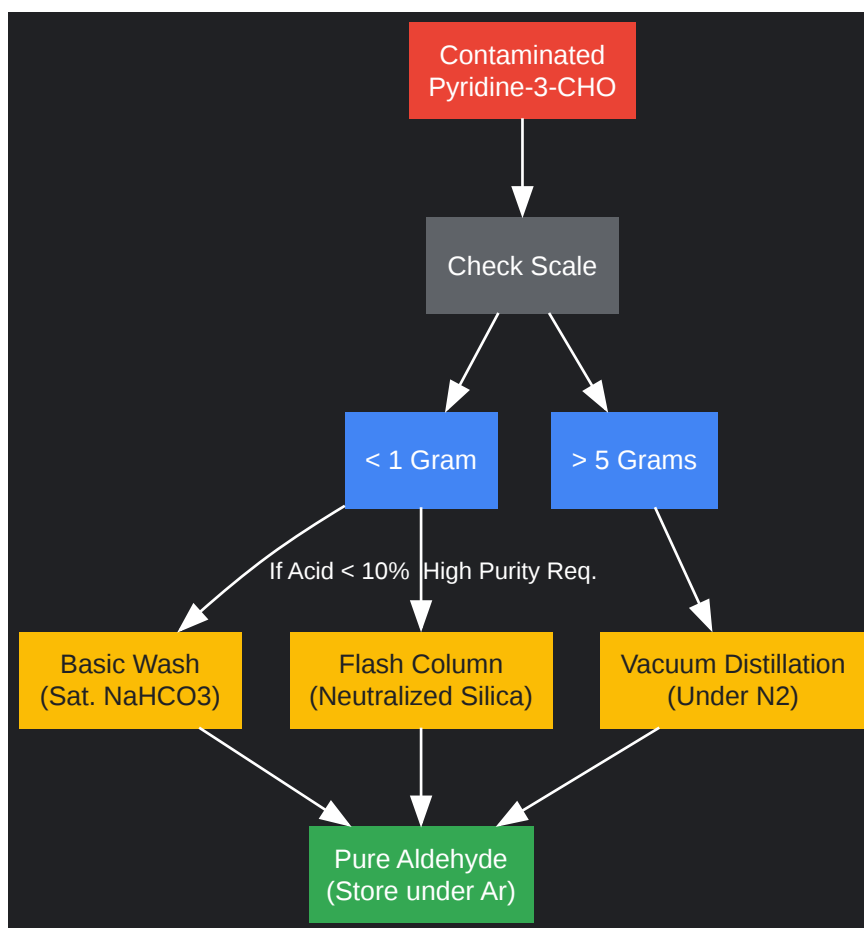 Contaminated
Pyridine-3-CHO
Check Scale
< 1 Gram
> 5 Grams
If Acid < 10%
High Purity Req.
Basic Wash
(Sat. NaHCO3)
Flash Column
(Neutralized Silica)
Vacuum Distillation
(Under N2)
Pure Aldehyde
(Store under Ar)